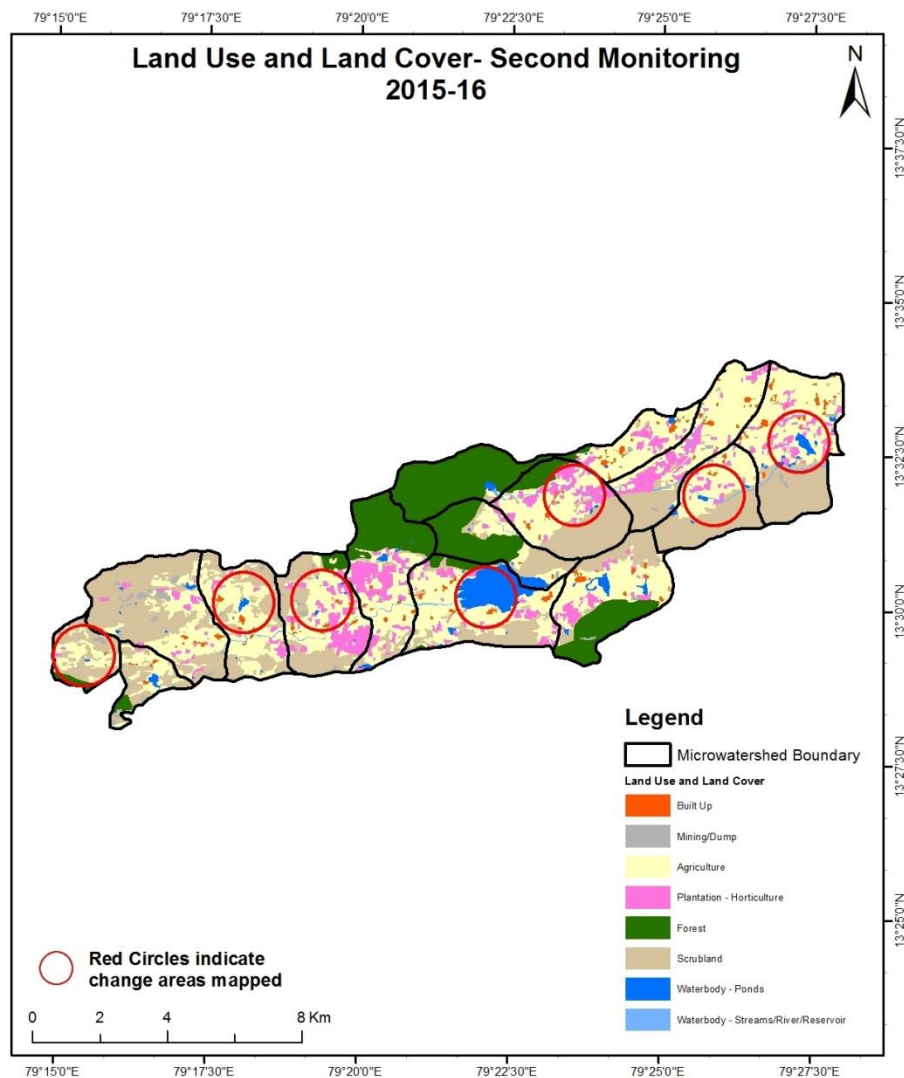 79°15'0"E 79°17'30"E 79°20'0"E 79°22'30"E 79°25'0"E 79°27'30"E
Land Use and Land Cover- Second Monitoring
2015-16
N
13°37'30"N
13°35'0"N
13°32'30"N
13°30'0"N
13°27'30"N
13°25'0"N
Legend
Microwatershed Boundary
Land Use and Land Cover
Built Up
Mining/Dump
Agriculture
Plantation - Horticulture
Forest
Scrubland
Waterbody - Ponds
Waterbody - Streams/River/Reservoir
Red Circles indicate
change areas mapped
0 2 4 8 Km
79°15'0"E 79°17'30"E 79°20'0"E 79°22'30"E 79°25'0"E 79°27'30"E